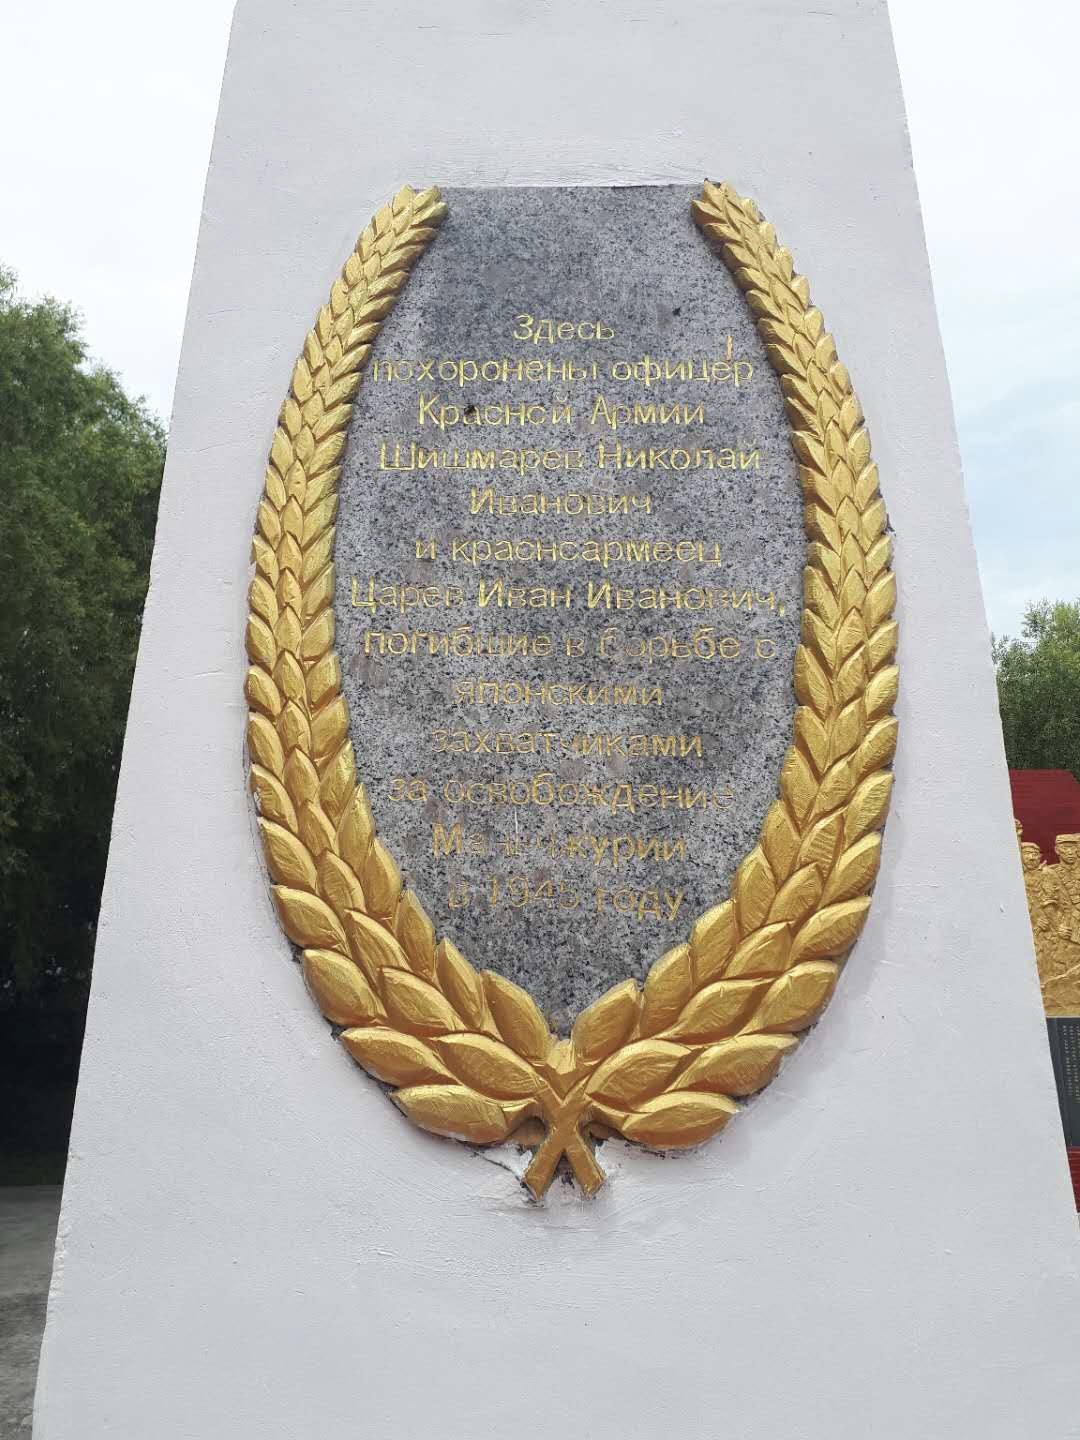 Здесь
похоронены офицер
Красной Армии
Шишмарев Николай
Иванович
и красноармеец
Царев Иван Иванович,
погибшие в борьбе с
японскими
захватчиками
за освобождение
Маньчжурии
в 1945 году